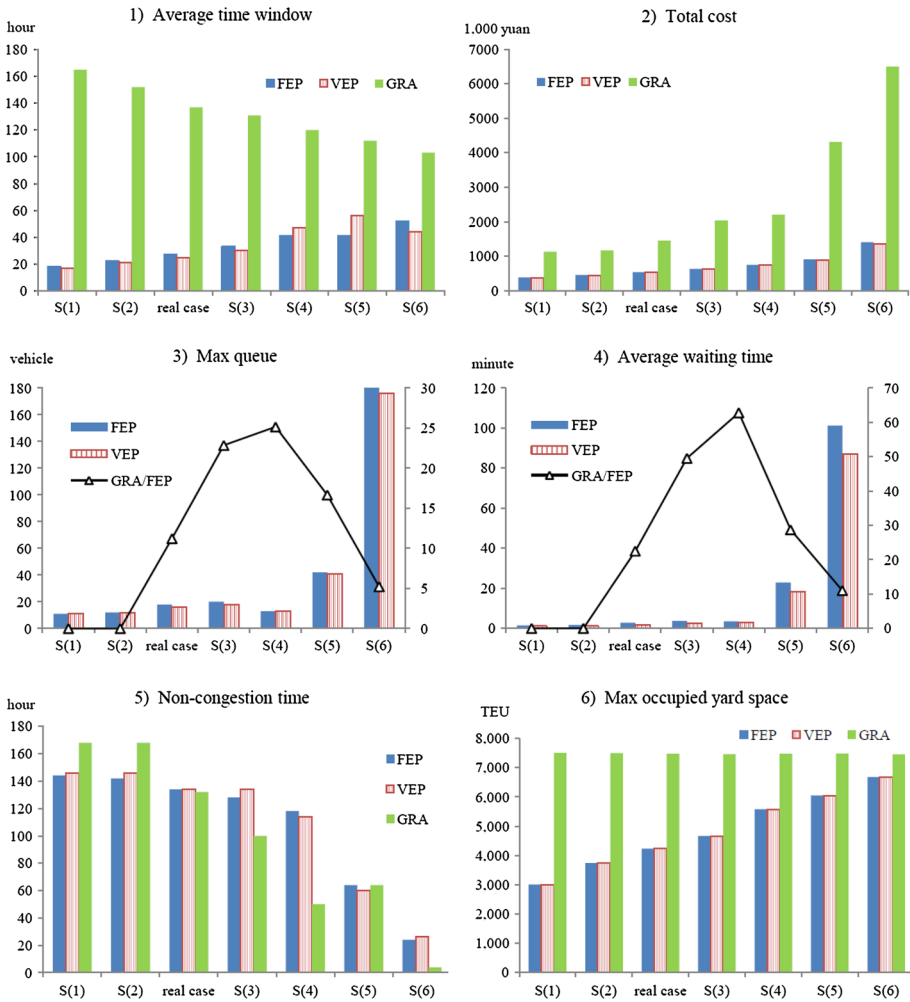 1) Average time window
hour
180
160
140
120
100
80
60
40
20
0
FEP VEP GRA
S(1) S(2) real case S(3) S(4) S(5) S(6)
2) Total cost
1.000 yuan
7000
6000
5000
4000
3000
2000
1000
0
FEP VEP GRA
S(1) S(2) real case S(3) S(4) S(5) S(6)
3) Max queue
vehicle
180
160
140
120
100
80
60
40
20
0
FEP
VEP
GRA/FEP
30
25
20
15
10
5
0
S(1) S(2) real case S(3) S(4) S(5) S(6)
4) Average waiting time
minute
120
100
80
60
40
20
0
FEP
VEP
GRA/FEP
70
60
50
40
30
20
10
0
S(1) S(2) real case S(3) S(4) S(5) S(6)
5) Non-congestion time
hour
180
160
140
120
100
80
60
40
20
0
FEP
VEP
GRA
S(1) S(2) real case S(3) S(4) S(5) S(6)
6) Max occupied yard space
TEU
8.000
7.000
6.000
5.000
4.000
3.000
2.000
1.000
0
FEP VEP GRA
S(1) S(2) real case S(3) S(4) S(5) S(6)